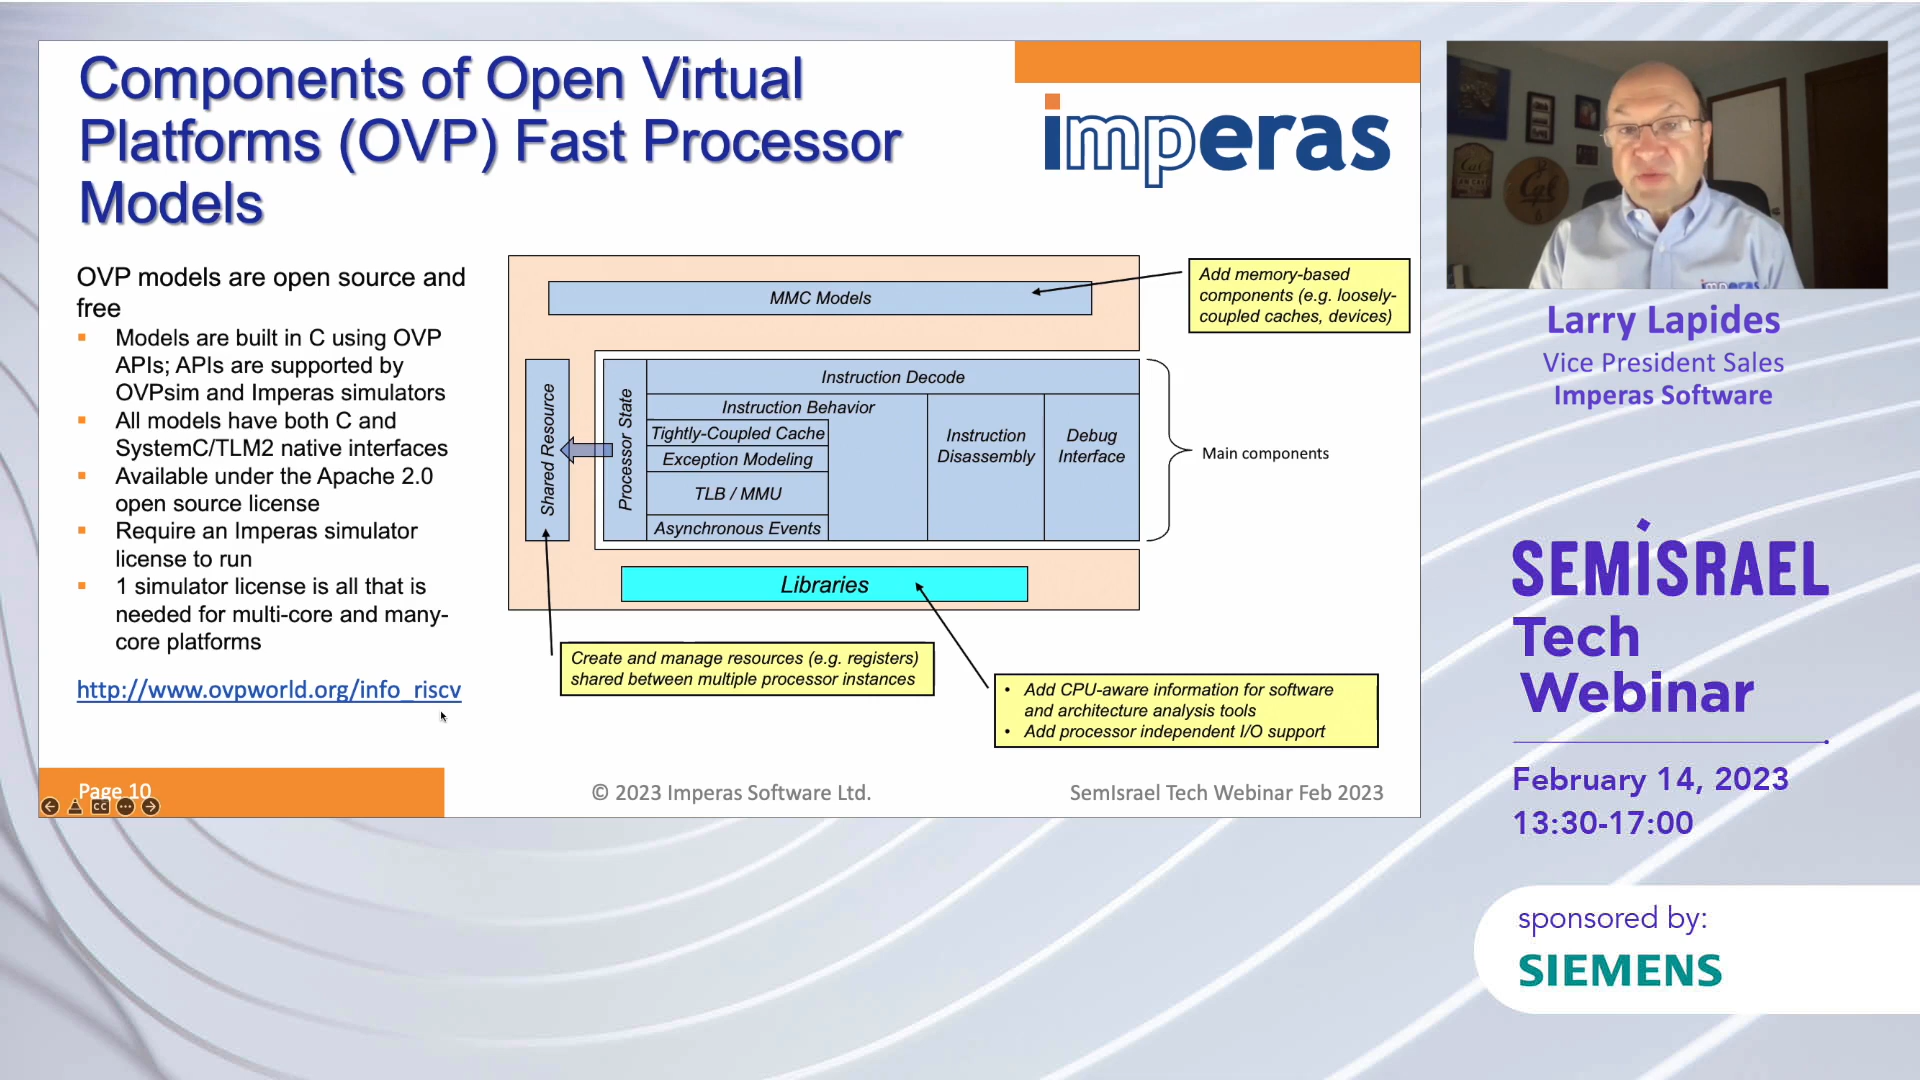 Components of Open Virtual
Platforms (OVP) Fast Processor
Models
imperas
OVP models are open source and
free
Models are built in C using OVP
APIs; APIs are supported by
OVPsim and Imperas simulators
All models have both C and
SystemC/TLM2 native interfaces
Available under the Apache 2.0
open source license
Require an Imperas simulator
license to run
1 simulator license is all that is
needed for multi-core and many-
core platforms
http://www.ovpworld.org/info_riscv
MMC Models
Add memory-based
components (e.g. loosely-
coupled caches, devices)
Shared Resource
Processor State
Instruction Decode
Instruction Behavior
Tightly-Coupled Cache
Exception Modeling
TLB / MMU
Asynchronous Events
Instruction
Disassembly
Debug
Interface
Main components
Libraries
Create and manage resources (e.g. registers)
shared between multiple processor instances
• Add CPU-aware information for software
and architecture analysis tools
• Add processor independent I/O support
Page 10
CC
© 2023 Imperas Software Ltd.
SemIsrael Tech Webinar Feb 2023
Cal
Larry Lapides
Vice President Sales
Imperas Software
SEMISRAEL
Tech
Webinar
February 14, 2023
13:30-17:00
sponsored by:
SIEMENS